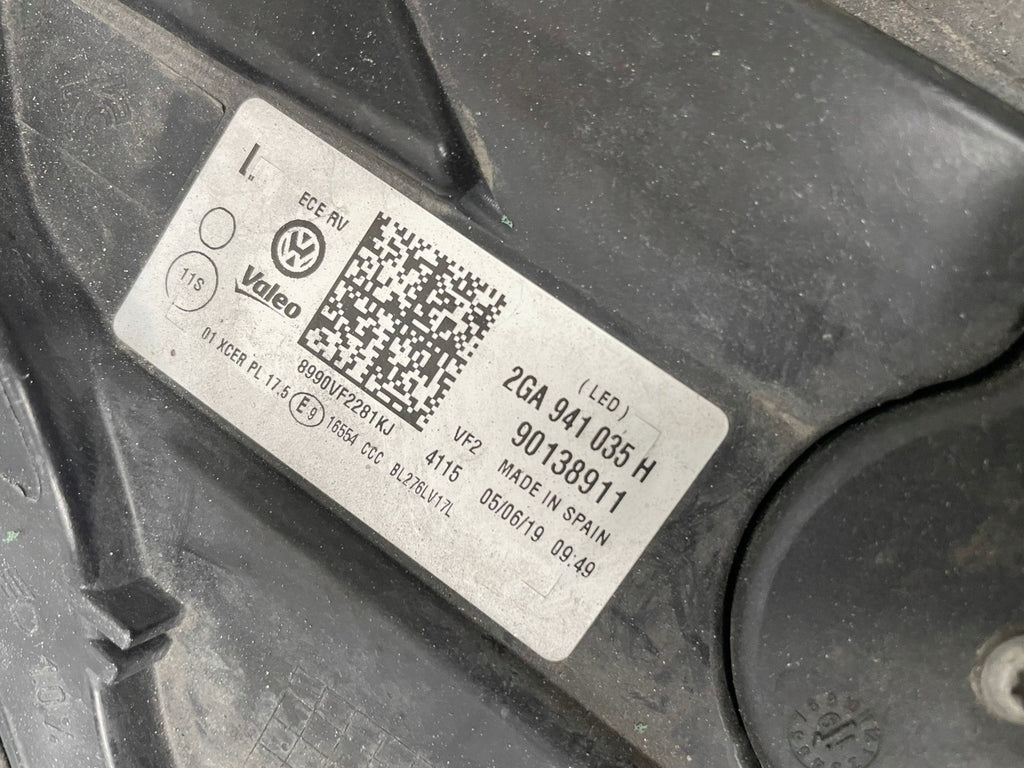 L
ECE RV
VW
11S
Valeo
(LED)
2GA 941 035 H
90138911
8990VF2281KJ
VF2
MADE IN SPAIN
4115
05/06/19 09:49
01 XCER PL 17.5 E9 16554 CCC BL276LV17L